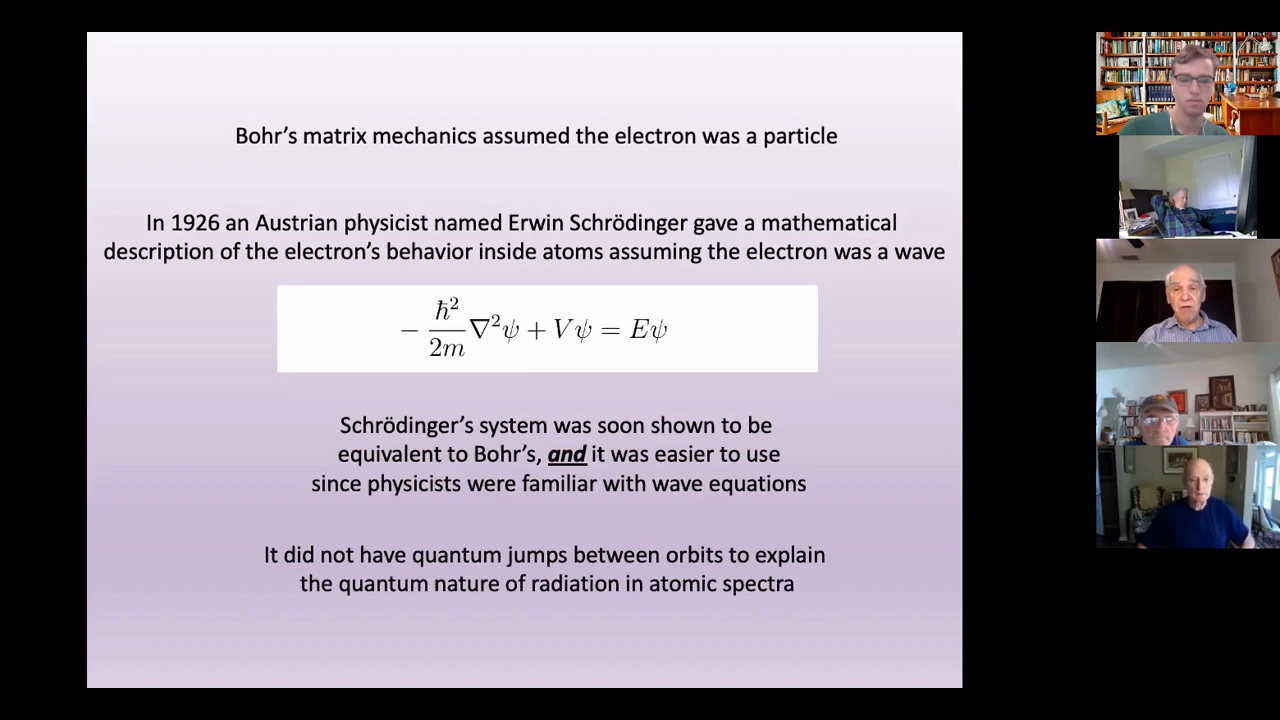 Bohr’s matrix mechanics assumed the electron was a particle
In 1926 an Austrian physicist named Erwin Schrödinger gave a mathematical
description of the electron’s behavior inside atoms assuming the electron was a wave
− ħ²/2m ∇²ψ + Vψ = Eψ
Schrödinger’s system was soon shown to be
equivalent to Bohr’s, and it was easier to use
since physicists were familiar with wave equations
It did not have quantum jumps between orbits to explain
the quantum nature of radiation in atomic spectra